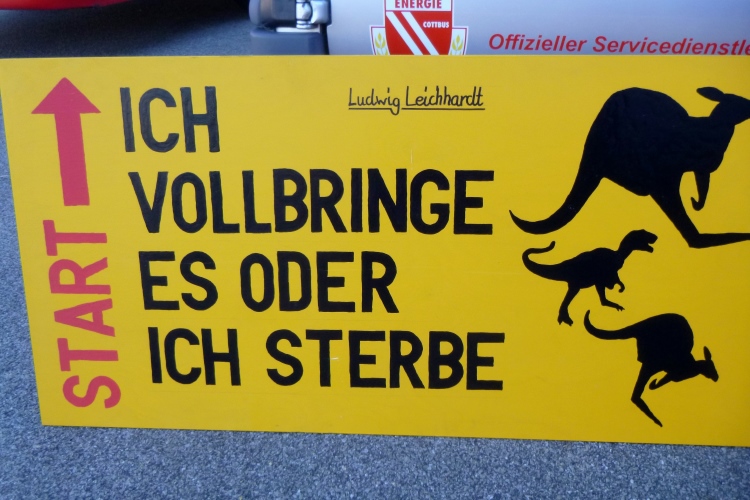 ENERGIE
COTTBUS
Offizieller Servicedienstle
Ludwig Leichhardt
START
ICH
VOLLBRINGE
ES ODER
ICH STERBE